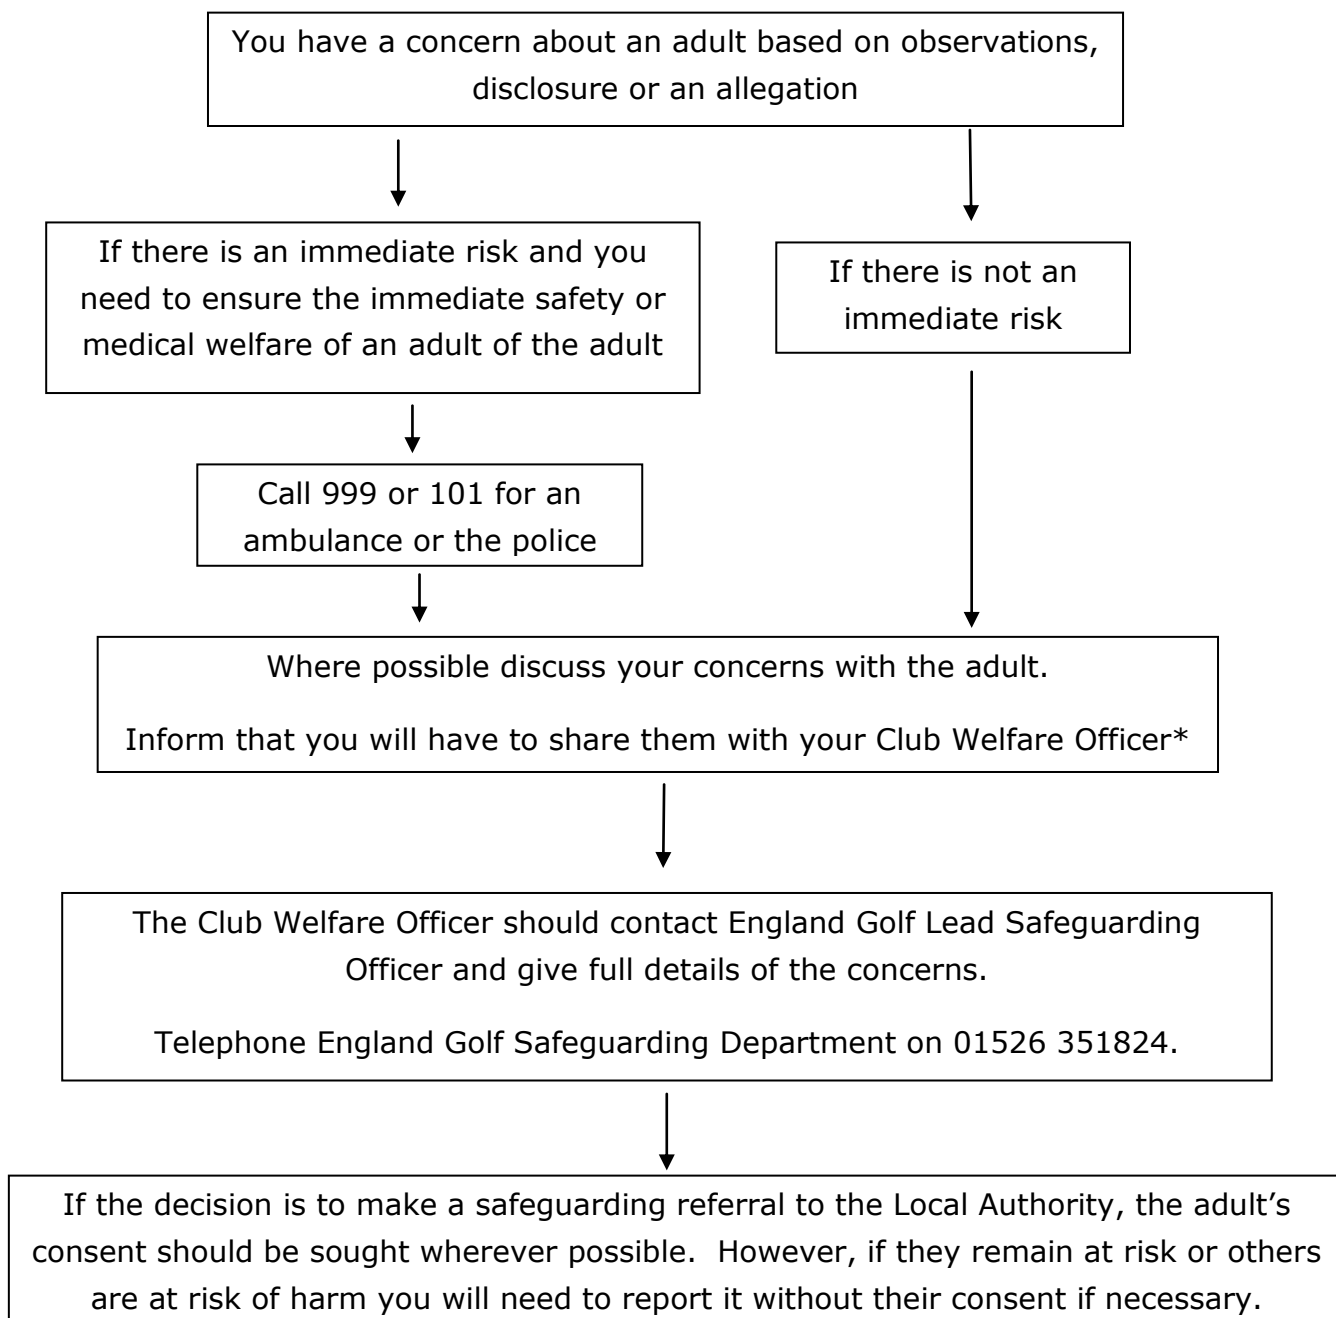 You have a concern about an adult based on observations,
disclosure or an allegation
If there is an immediate risk and you
need to ensure the immediate safety or
medical welfare of an adult of the adult
If there is not an
immediate risk
Call 999 or 101 for an
ambulance or the police
Where possible discuss your concerns with the adult.
Inform that you will have to share them with your Club Welfare Officer*
The Club Welfare Officer should contact England Golf Lead Safeguarding
Officer and give full details of the concerns.
Telephone England Golf Safeguarding Department on 01526 351824.
If the decision is to make a safeguarding referral to the Local Authority, the adult’s
consent should be sought wherever possible.  However, if they remain at risk or others
are at risk of harm you will need to report it without their consent if necessary.